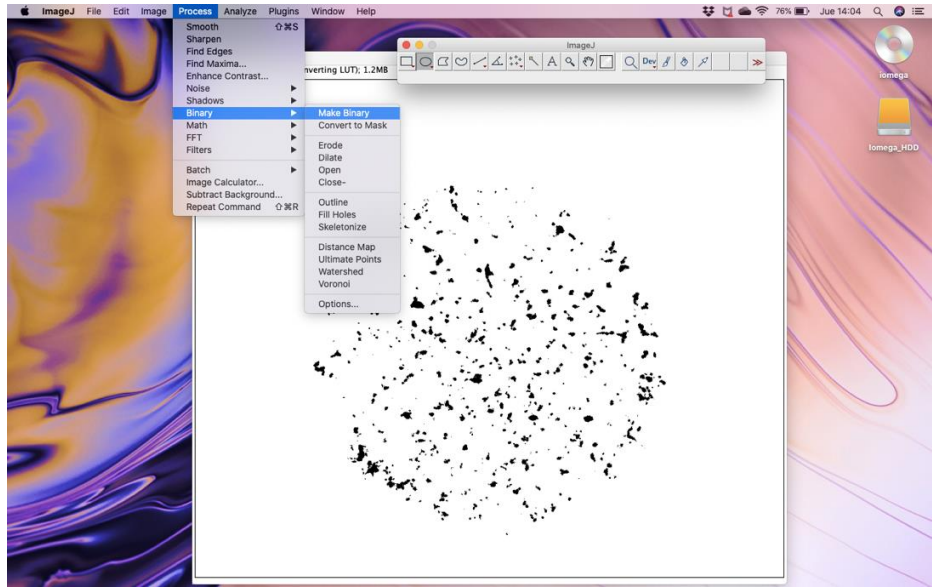 ImageJ File Edit Image Process Analyze Plugins Window Help 76% Jue 14:04
Smooth ⇧⌘S
Sharpen
Find Edges
Find Maxima...
Enhance Contrast...
Noise
Shadows
Binary
Math
FFT
Filters
Batch
Image Calculator...
Subtract Background...
Repeat Command ⇧⌘R
Make Binary
Convert to Mask
Erode
Dilate
Open
Close-
Outline
Fill Holes
Skeletonize
Distance Map
Ultimate Points
Watershed
Voronoi
Options...
nverting LUT); 1.2MB
ImageJ
A Dev
iomega
Iomega_HDD